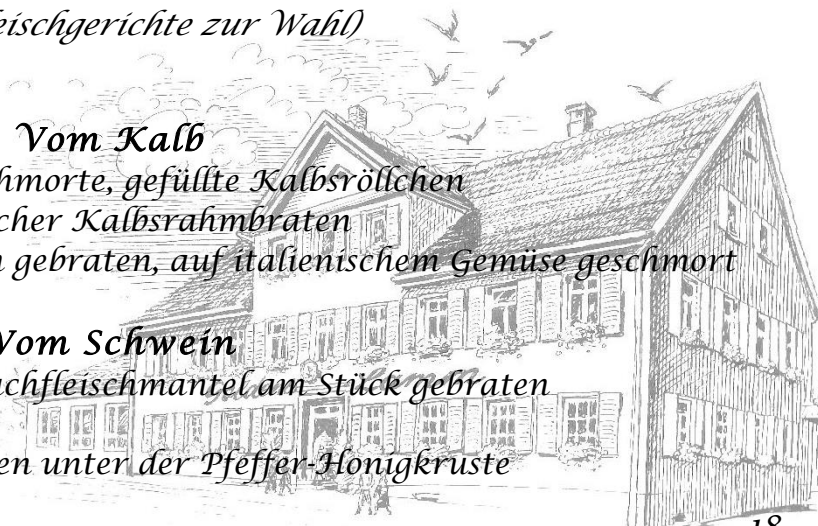 eischgerichte zur Wahl)
Vom Kalb
hmorte, gefüllte Kalbsröllchen
cher Kalbsrahmbraten
gebraten, auf italienischem Gemüse geschmort
Vom Schwein
chfleischmantel am Stück gebraten
en unter der Pfeffer-Honigkruste
18